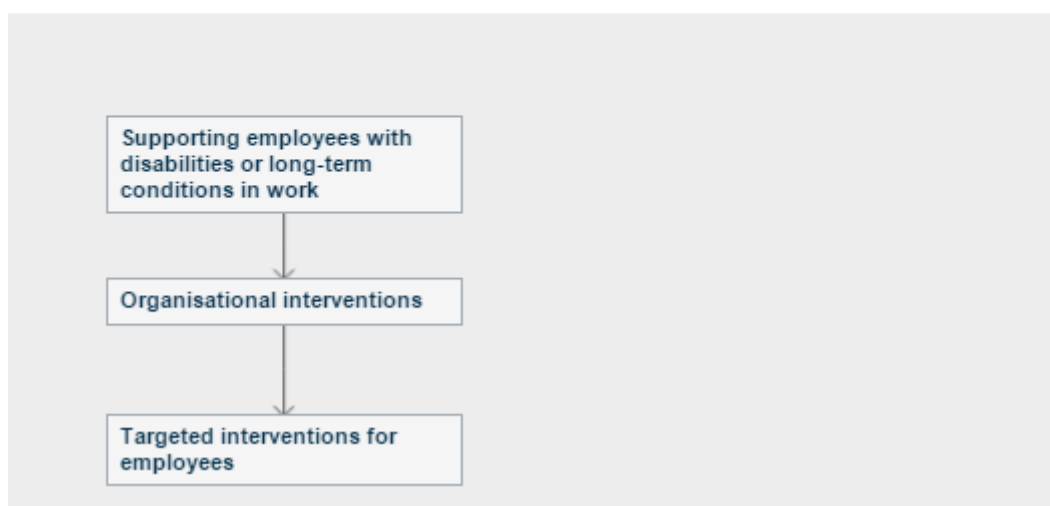 Supporting employees with
disabilities or long-term
conditions in work
Organisational interventions
Targeted interventions for
employees